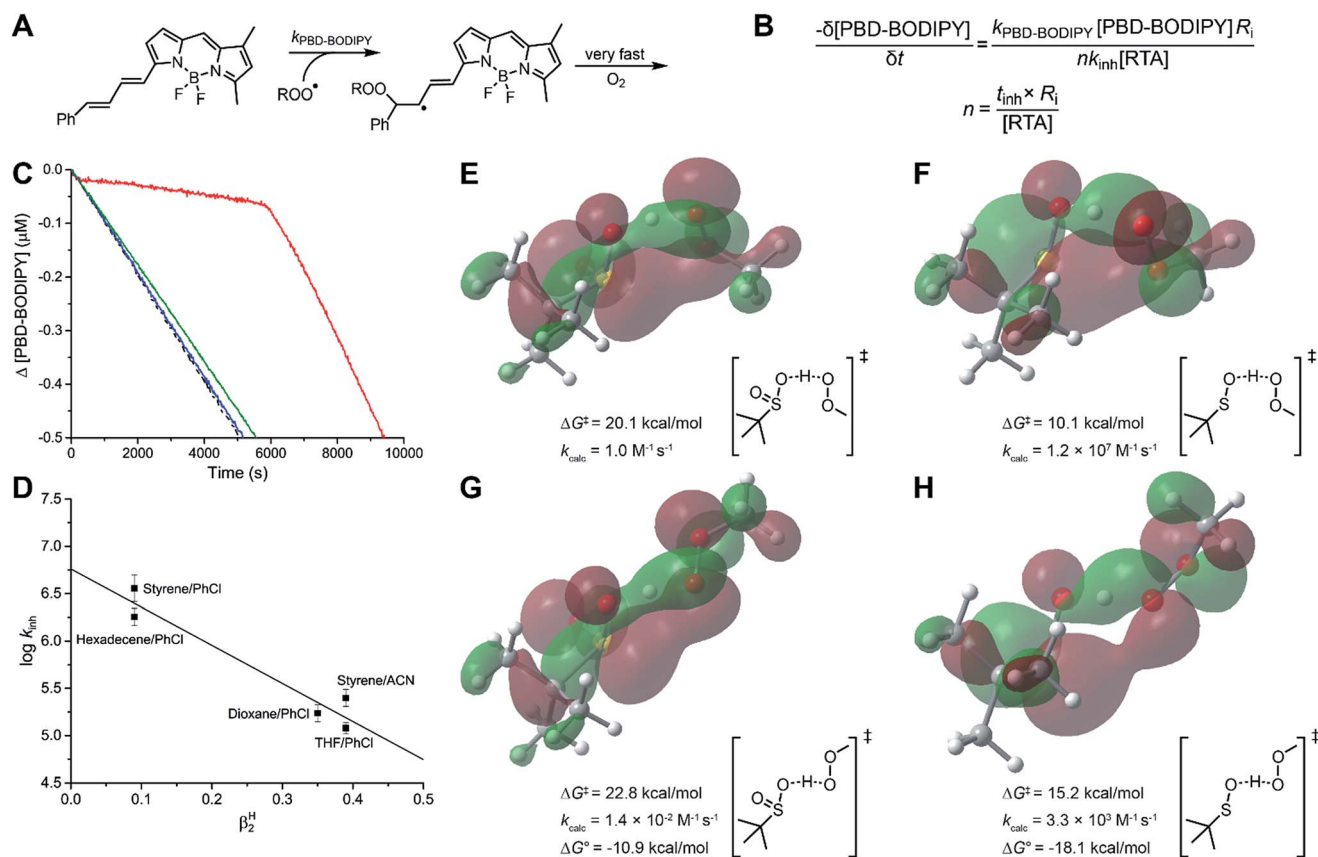 A
k_PBD-BODIPY
ROO•
N N
B
F F
Ph
ROO
•
Ph
N N
B
F F
very fast
O₂
B
-δ[PBD-BODIPY]
δt
=
k_PBD-BODIPY [PBD-BODIPY] R_i
nk_inh[RTA]
n =
t_inh × R_i
[RTA]
C
Δ [PBD-BODIPY] (μM)
0.0
-0.1
-0.2
-0.3
-0.4
-0.5
0 2000 4000 6000 8000 10000
Time (s)
D
log k_inh
7.5
7.0
6.5
6.0
5.5
5.0
4.5
Styrene/PhCl
Hexadecene/PhCl
Styrene/ACN
Dioxane/PhCl
THF/PhCl
0.0 0.1 0.2 0.3 0.4 0.5
β₂ᴴ
E
ΔG‡ = 20.1 kcal/mol
k_calc = 1.0 M⁻¹ s⁻¹
O H O
O S O
‡
F
ΔG‡ = 10.1 kcal/mol
k_calc = 1.2 × 10⁷ M⁻¹ s⁻¹
O H O
S O
‡
G
ΔG‡ = 22.8 kcal/mol
k_calc = 1.4 × 10⁻² M⁻¹ s⁻¹
ΔG° = -10.9 kcal/mol
O
O H O
O S
‡
H
ΔG‡ = 15.2 kcal/mol
k_calc = 3.3 × 10³ M⁻¹ s⁻¹
ΔG° = -18.1 kcal/mol
O
O H O
S
‡